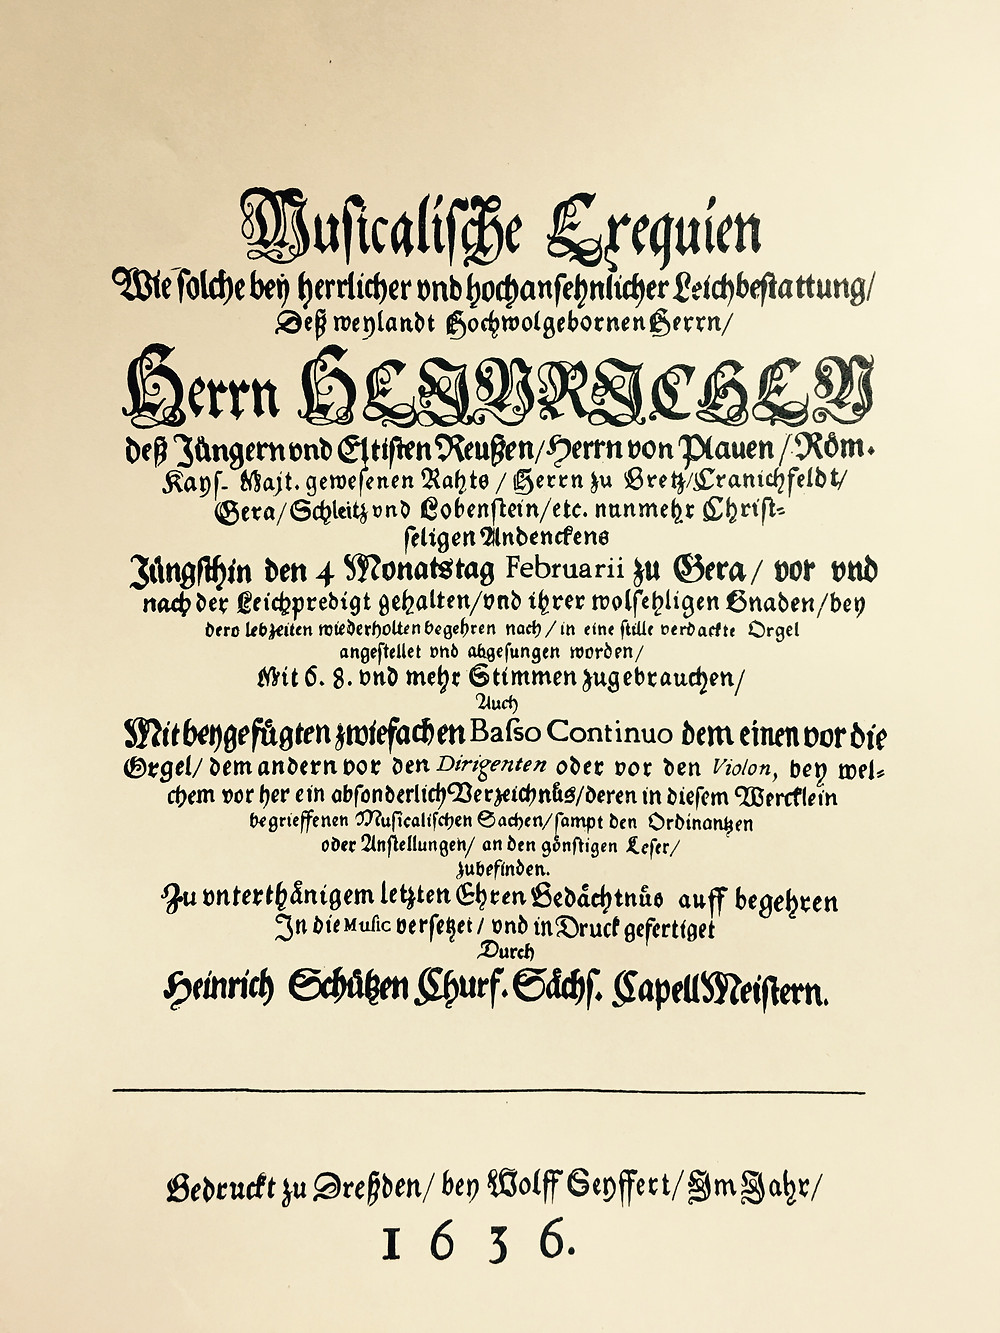 Musicalische Exequien
Wie solche bey herrlicher vnd hochansehnlicher Leichbestattung/
Deß weylandt Hochwolgebornen Herrn/
Herrn HEINRICHEN
deß Jüngern vnd Eltisten Reußen/Herrn von Plauen/Röm.
Kays. Majt. gewesenen Rahts / Herrn zu Gretz/Cranichfeldt/
Gera/Schleitz vnd Lobenstein/etc. nunmehr Christ-
seligen Andenckens
Jüngsthin den 4 Monatstag Februarii zu Gera/ vor vnd
nach der Leichpredigt gehalten/vnd ihrer wolsehligen Gnaden/bey
dero lebzeiten wiederholten begehren nach / in eine stille verdackte Orgel
angestellet vnd abgesungen worden/
Mit 6. 8. vnd mehr Stimmen zugebrauchen/
Auch
Mit beygefügten zwiefachen Basso Continuo dem einen vor die
Orgel/ dem andern vor den Dirigenten oder vor den Violon, bey wel-
chem vor her ein absonderlich Verzeichnüs/deren in diesem Wercklein
begrieffenen Musicalischen Sachen/sampt den Ordinantzen
oder Anstellungen/ an den gönstigen Leser/
zubefinden.
Zu vnterthänigem letzten Ehren Gedächtnüs auff begehren
In die Music versetzet / vnd in Druck gefertiget
Durch
Heinrich Schützen Churf. Sächs. CapellMeistern.
Gedruckt zu Dreßden/ bey Wolff Seyffert/Im Jahr/
1636.